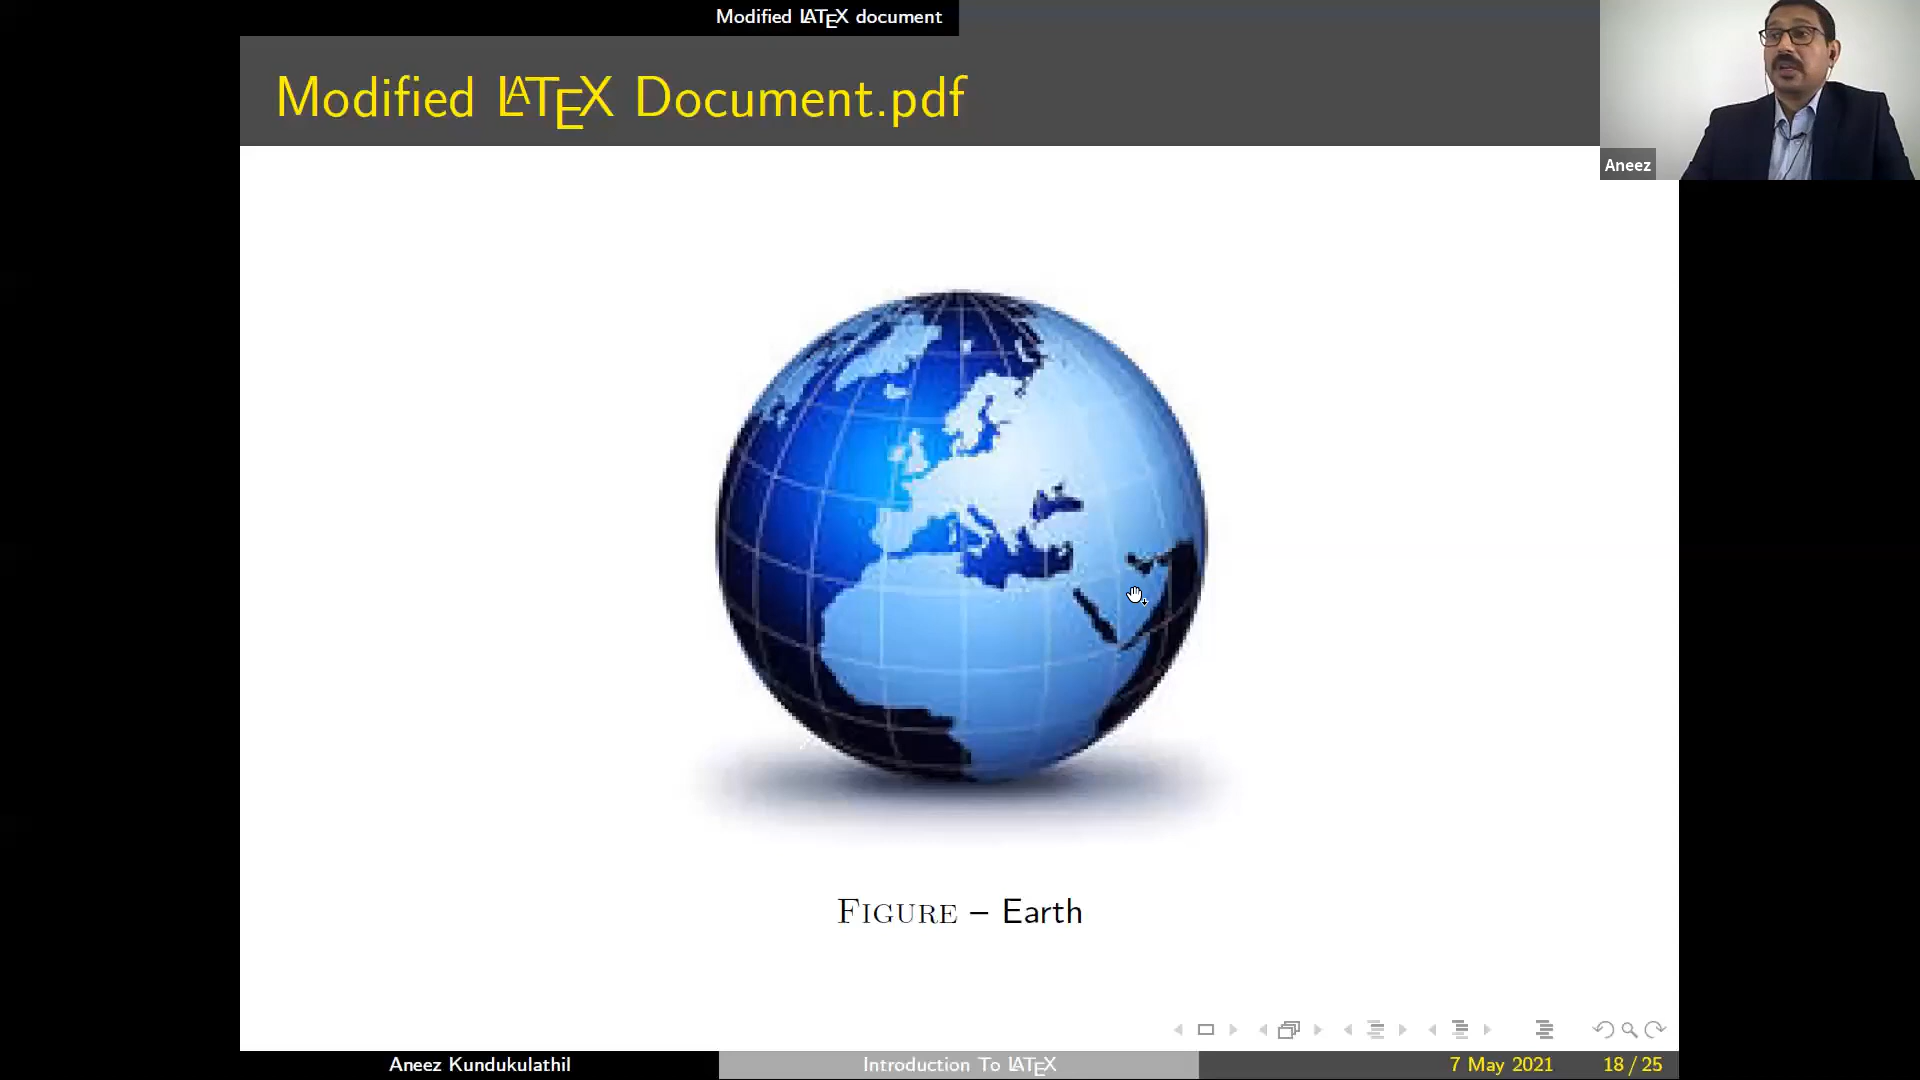 Modified LATEX document
Modified LATEX Document.pdf
Aneez
FIGURE – Earth
Aneez Kundukulathil
Introduction To LATEX
7 May 2021
18 / 25